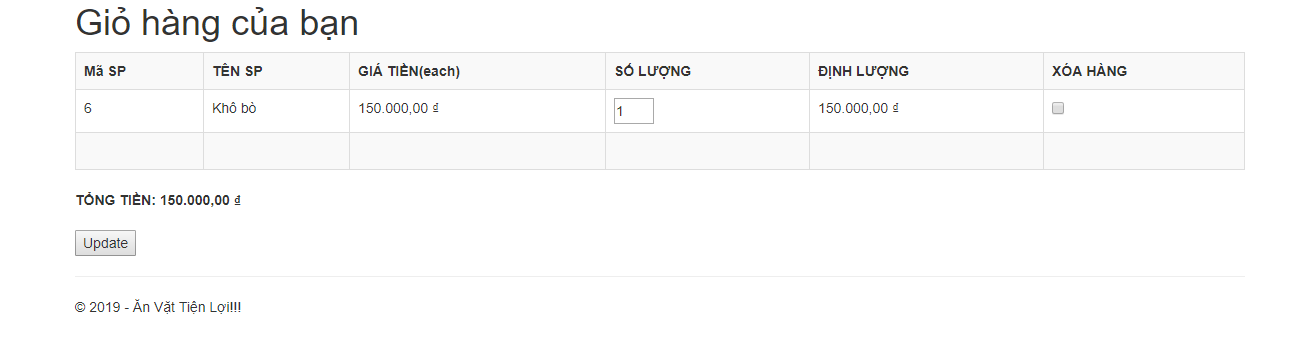 Giỏ hàng của bạn
Mã SP TÊN SP GIÁ TIỀN(each) SỐ LƯỢNG ĐỊNH LƯỢNG XÓA HÀNG
6 Khô bò 150.000,00 ₫ 1 150.000,00 ₫
TỔNG TIỀN: 150.000,00 ₫
Update
© 2019 - Ăn Vặt Tiện Lợi!!!